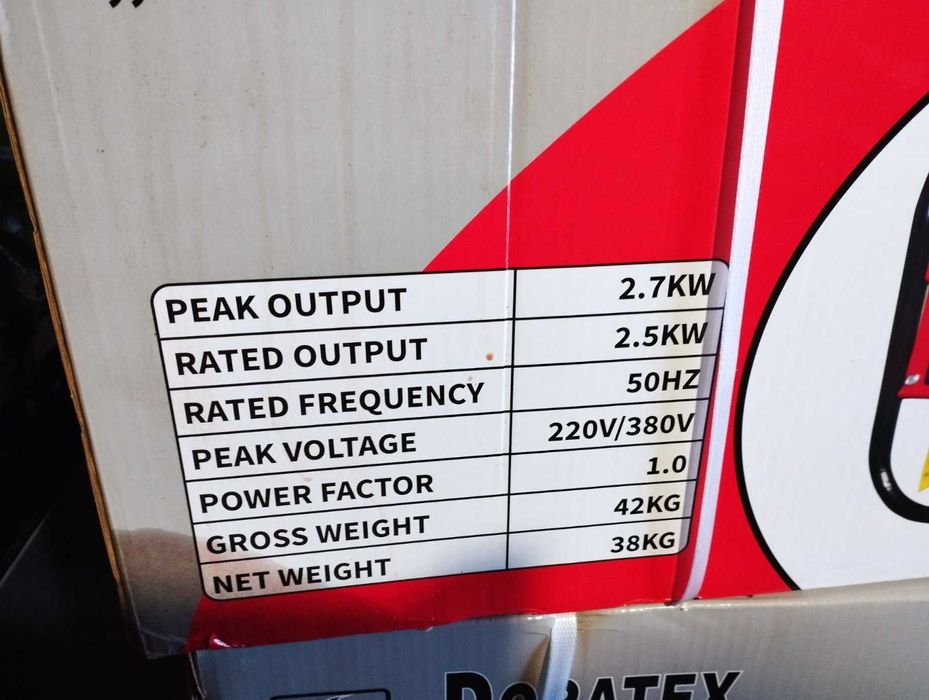 PEAK OUTPUT 2.7KW
RATED OUTPUT 2.5KW
RATED FREQUENCY 50HZ
PEAK VOLTAGE 220V/380V
POWER FACTOR 1.0
GROSS WEIGHT 42KG
NET WEIGHT 38KG